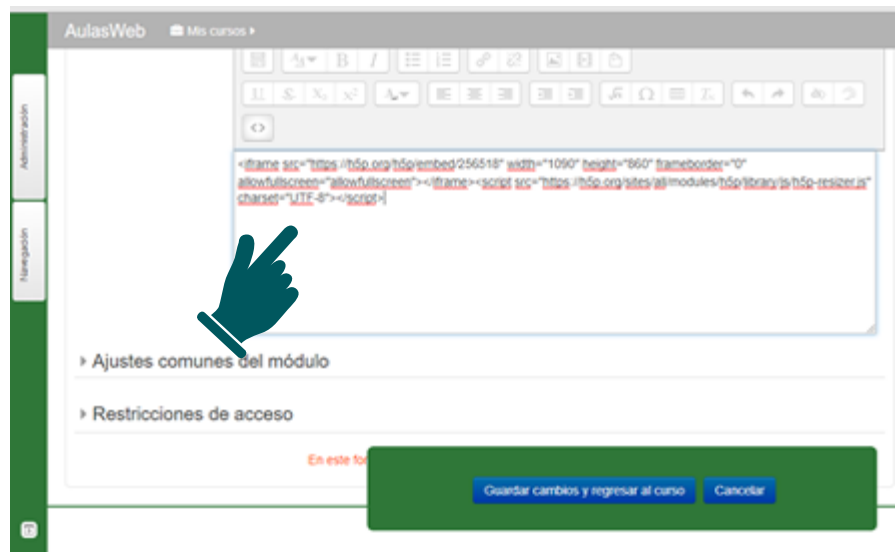 AulasWeb Mis cursos
Administración
Navegación
<iframe src="https://h5p.org/h5p/embed/256518" width="1090" height="860" frameborder="0"
allowfullscreen="allowfullscreen"></iframe><script src="https://h5p.org/sites/all/modules/h5p/library/js/h5p-resizer.js"
charset="UTF-8"></script>
Ajustes comunes del módulo
Restricciones de acceso
En este for
Guardar cambios y regresar al curso Cancelar